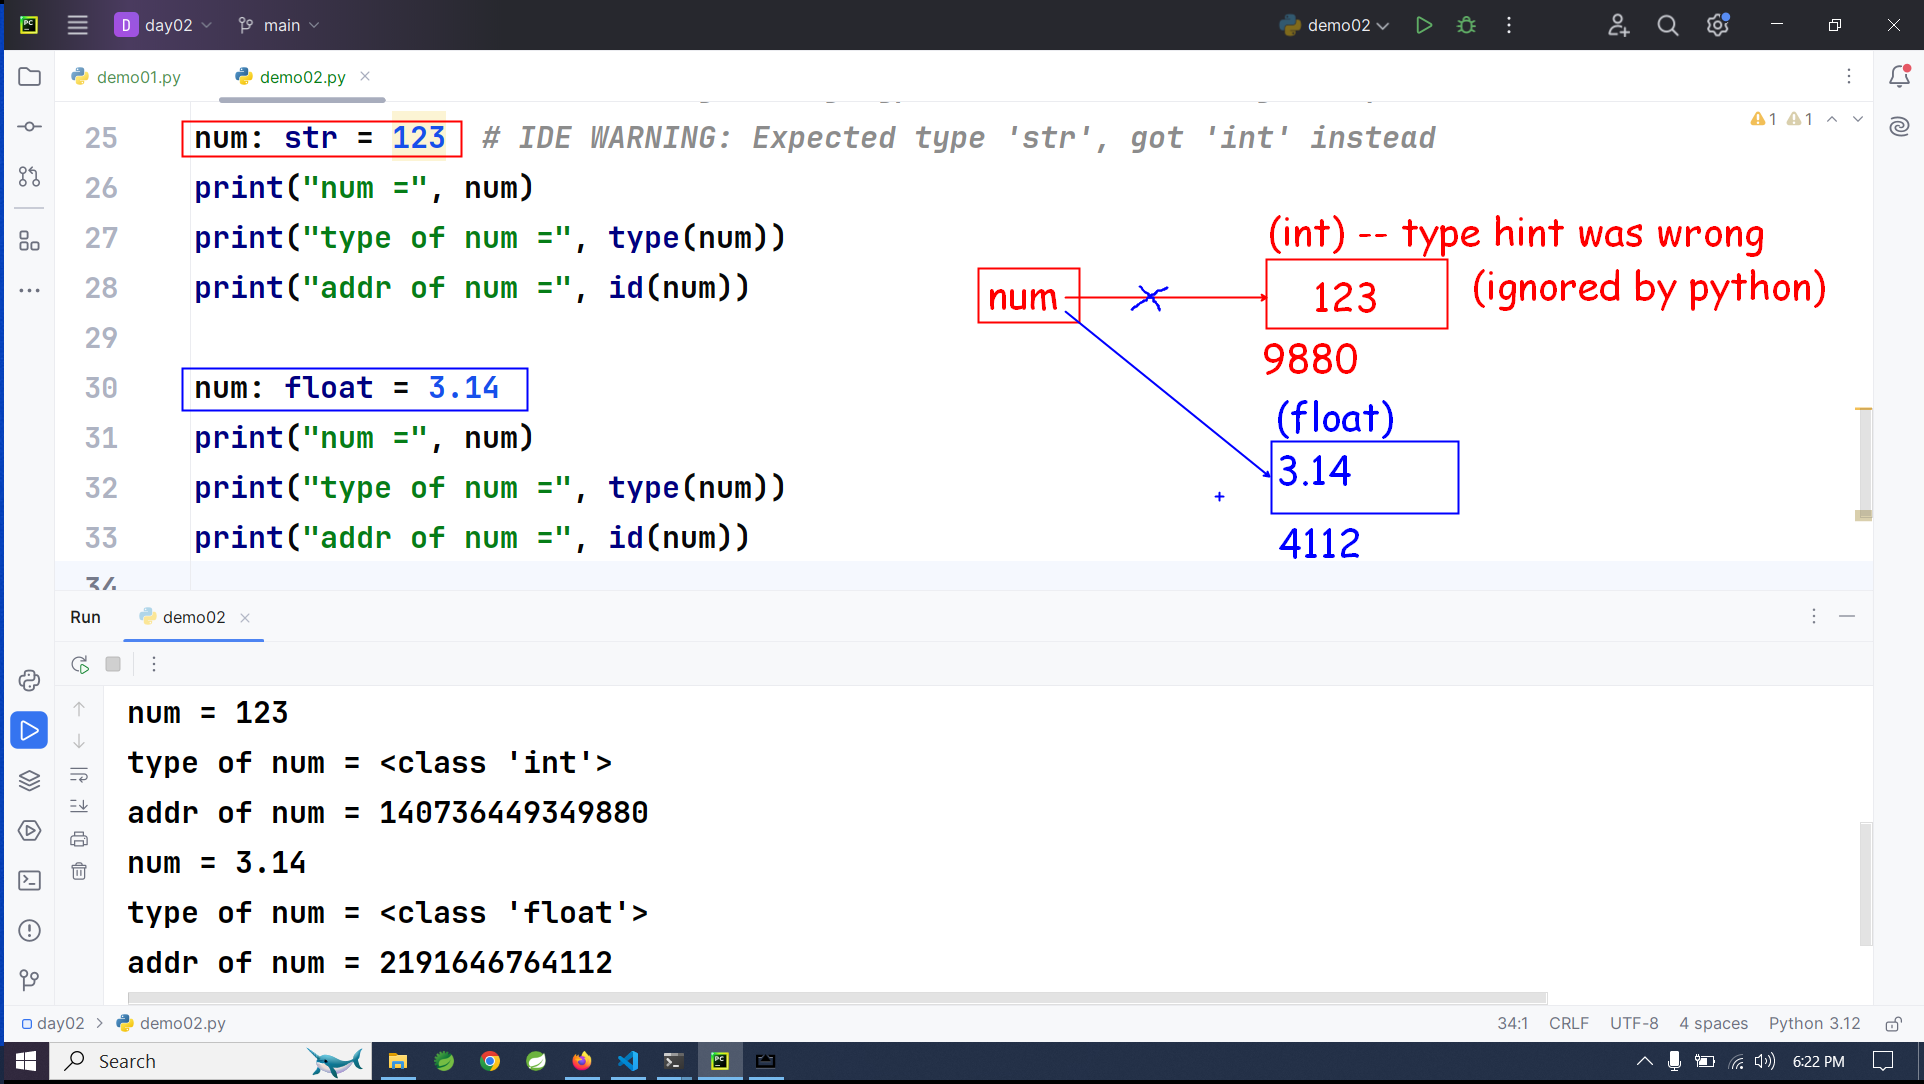 PC
D day02 main
demo02
demo01.py
demo02.py
25 num: str = 123 # IDE WARNING: Expected type 'str', got 'int' instead
1 1
26 print("num =", num)
27 print("type of num =", type(num))
28 print("addr of num =", id(num))
29
30 num: float = 3.14
31 print("num =", num)
32 print("type of num =", type(num))
33 print("addr of num =", id(num))
34
(int) -- type hint was wrong
num
123
(ignored by python)
9880
(float)
3.14
4112
Run demo02
num = 123
type of num = <class 'int'>
addr of num = 140736449349880
num = 3.14
type of num = <class 'float'>
addr of num = 2191646764112
day02 > demo02.py
34:1 CRLF UTF-8 4 spaces Python 3.12
Search
PC
6:22 PM